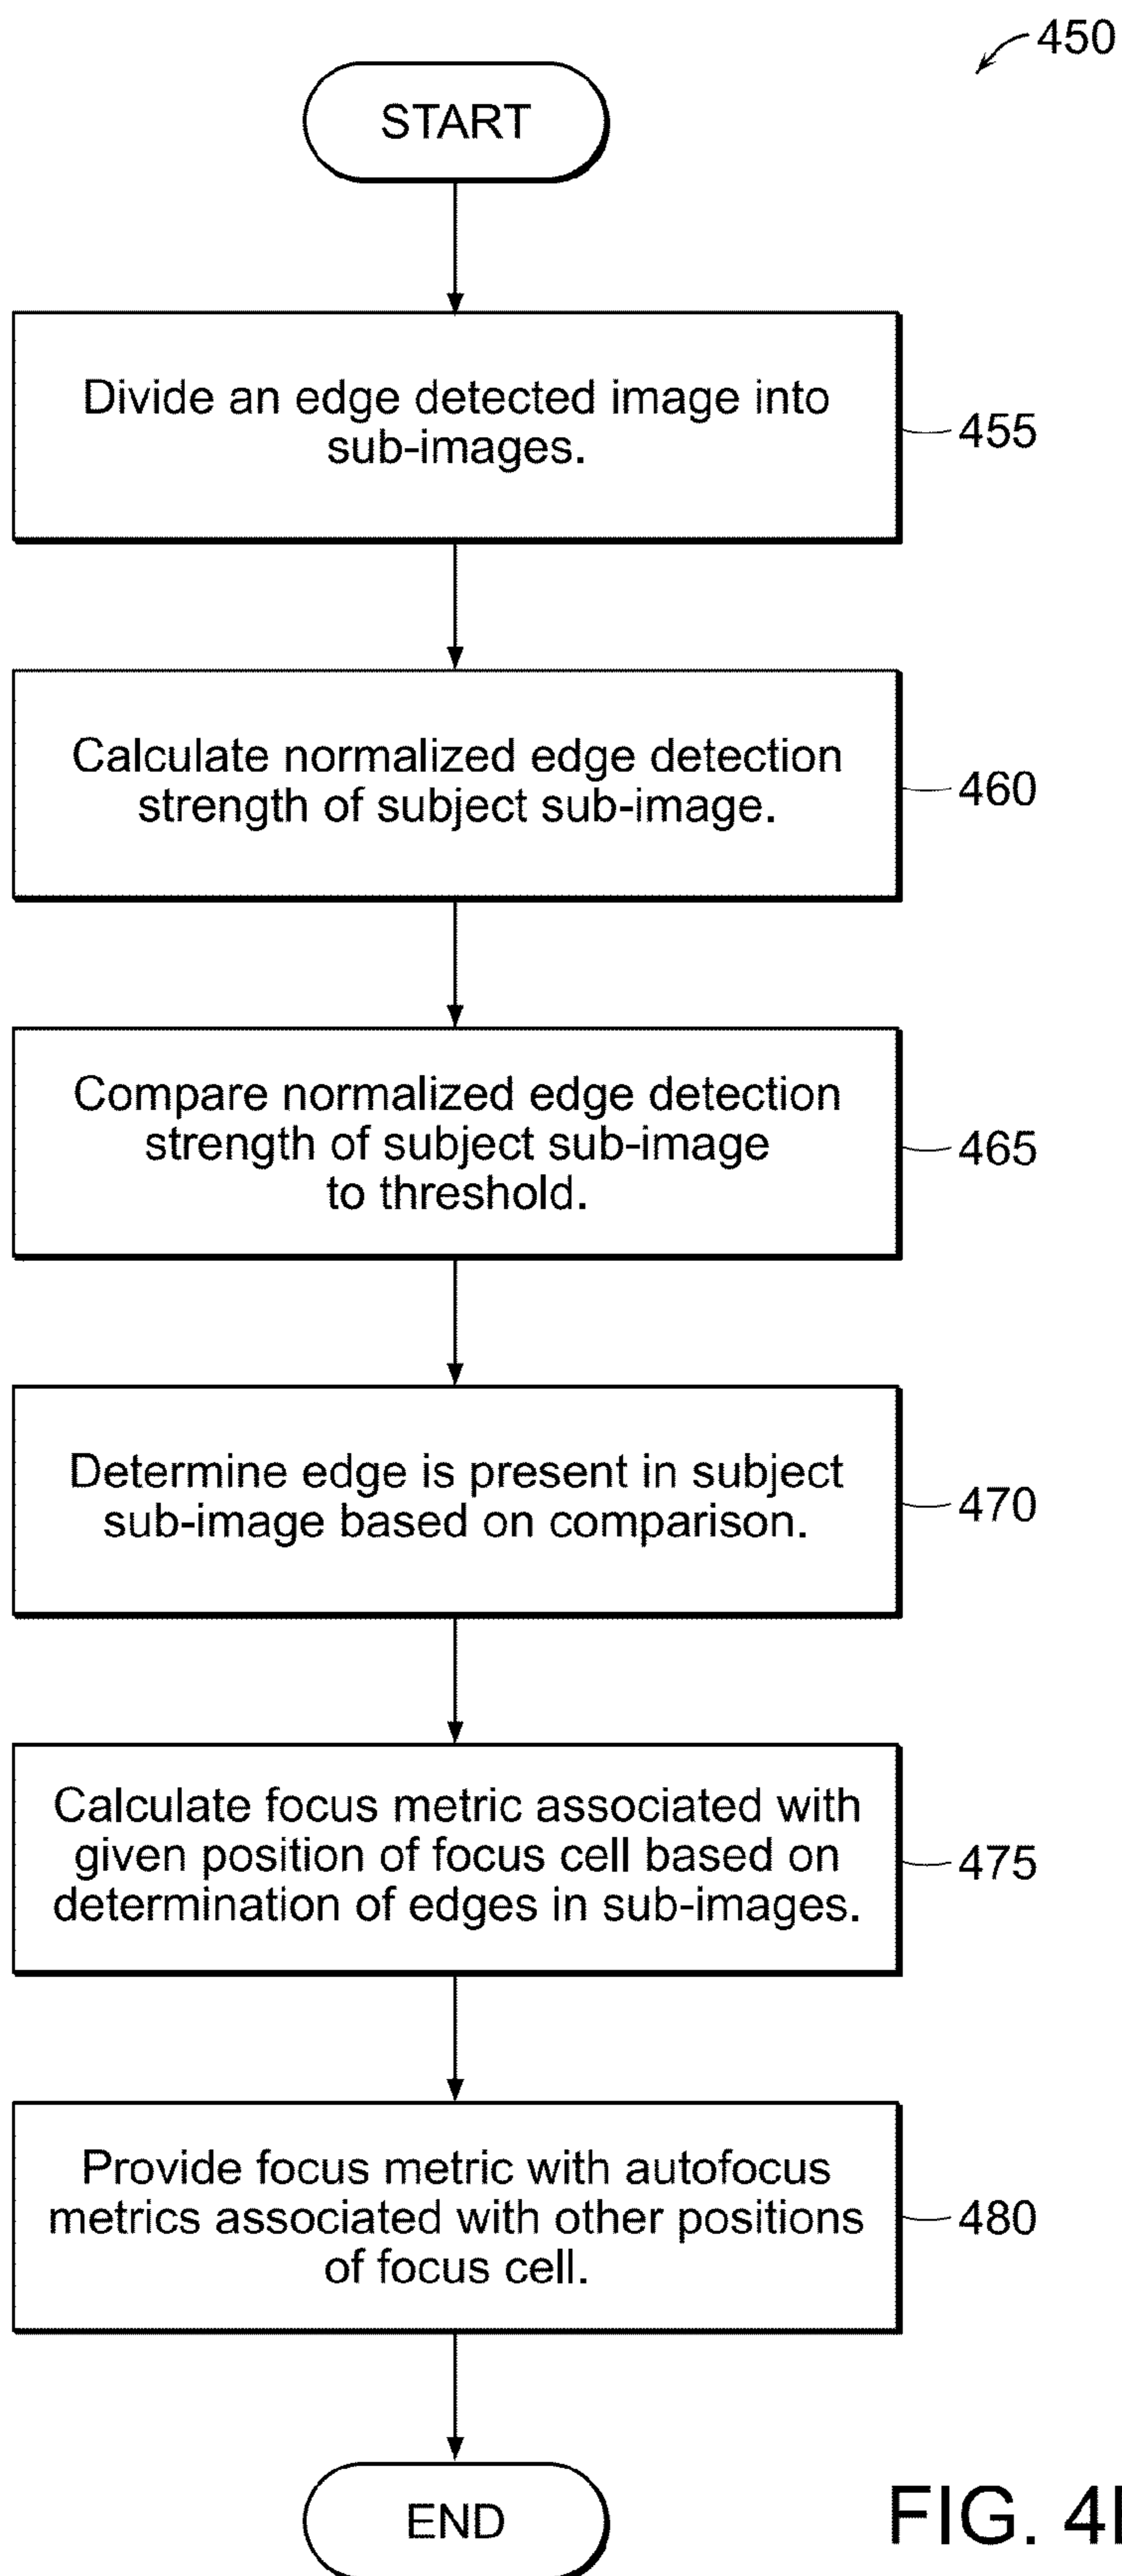 450
START
Divide an edge detected image into
sub-images.
455
Calculate normalized edge detection
strength of subject sub-image.
460
Compare normalized edge detection
strength of subject sub-image
to threshold.
465
Determine edge is present in subject
sub-image based on comparison.
470
Calculate focus metric associated with
given position of focus cell based on
determination of edges in sub-images.
475
Provide focus metric with autofocus
metrics associated with other positions
of focus cell.
480
END
FIG.